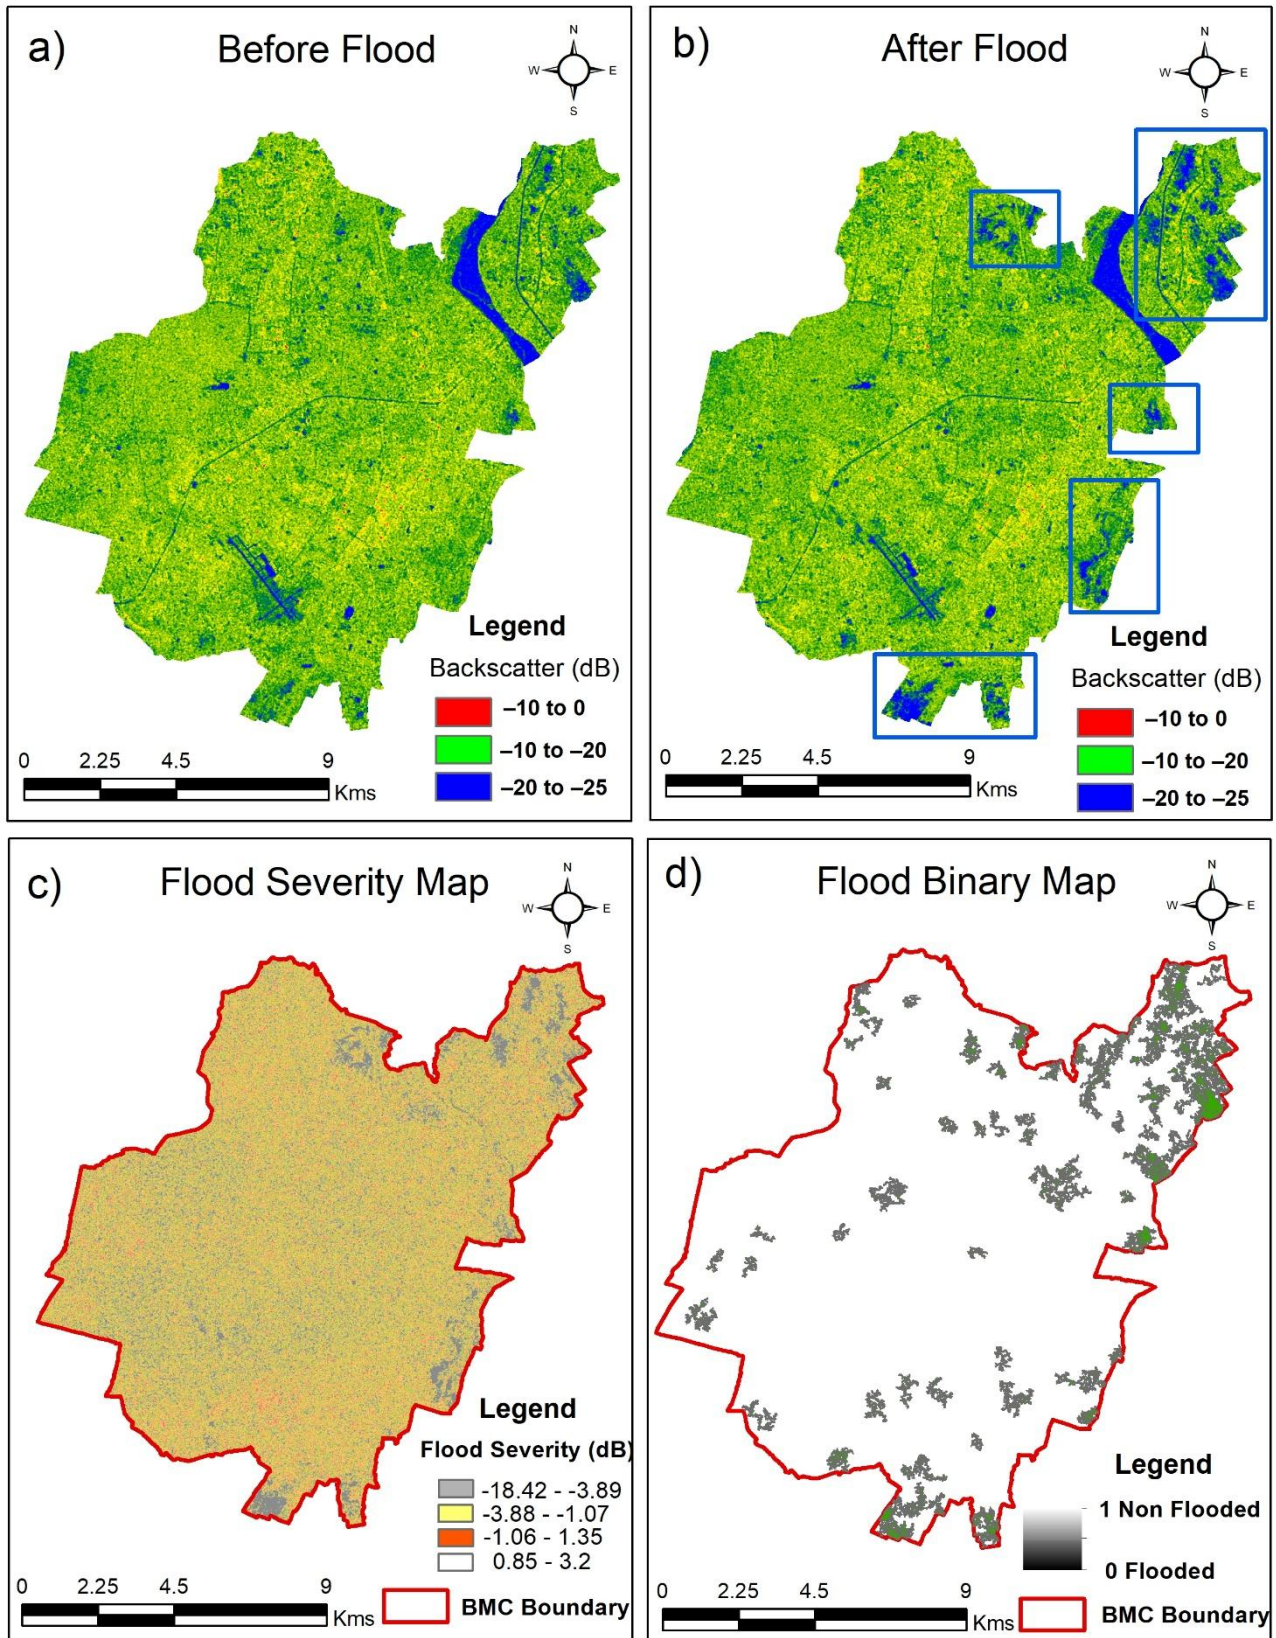 a) Before Flood
N
W E
S
Legend
Backscatter (dB)
–10 to 0
–10 to –20
–20 to –25
0 2.25 4.5 9
Kms
b) After Flood
N
W E
S
Legend
Backscatter (dB)
–10 to 0
–10 to –20
–20 to –25
0 2.25 4.5 9
Kms
c) Flood Severity Map
N
W E
S
Legend
Flood Severity (dB)
-18.42 - -3.89
-3.88 - -1.07
-1.06 - 1.35
0.85 - 3.2
BMC Boundary
0 2.25 4.5 9
Kms
d) Flood Binary Map
N
W E
S
Legend
1 Non Flooded
0 Flooded
BMC Boundary
0 2.25 4.5 9
Kms